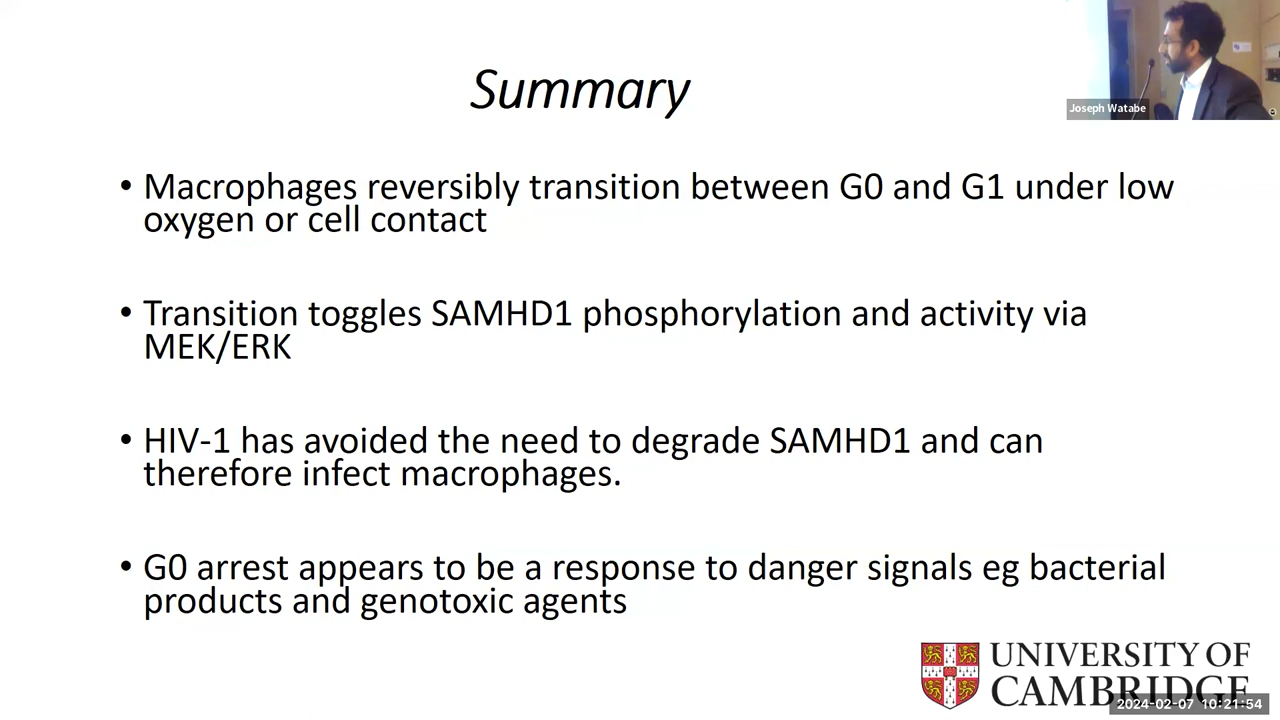 Summary
Joseph Watabe
• Macrophages reversibly transition between G0 and G1 under low
oxygen or cell contact
• Transition toggles SAMHD1 phosphorylation and activity via
MEK/ERK
• HIV-1 has avoided the need to degrade SAMHD1 and can
therefore infect macrophages.
• G0 arrest appears to be a response to danger signals eg bacterial
products and genotoxic agents
UNIVERSITY OF
CAMBRIDGE
2024-02-07 10:21:54